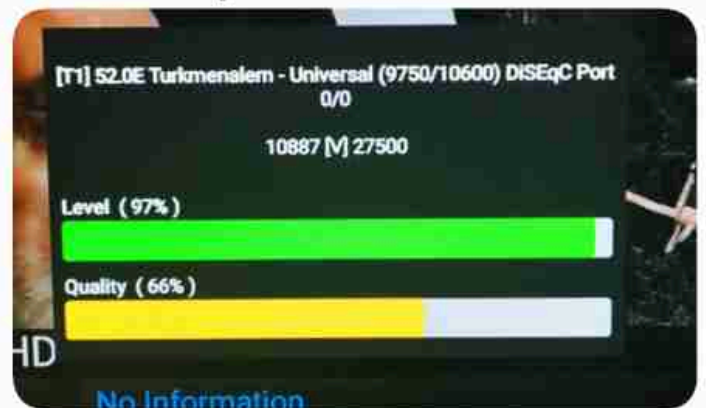 [T1] 52.0E Turkmenalem - Universal (9750/10600) DiSEqC Port
0/0
10887 [V] 27500
Level ( 97% )
Quality ( 66% )
HD
No Information